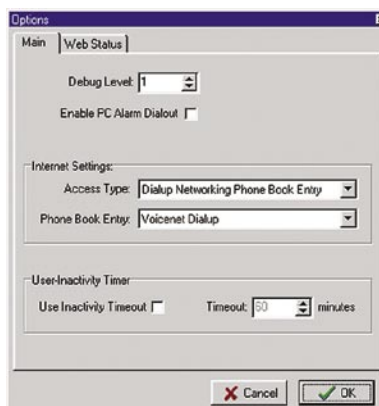 Options
Main Web Status
Debug Level: 1
Enable PC Alarm Dialout
Internet Settings:
Access Type: Dialup Networking Phone Book Entry
Phone Book Entry: Voicenet Dialup
User-Inactivity Timer
Use Inactivity Timeout Timeout: 60 minutes
Cancel OK